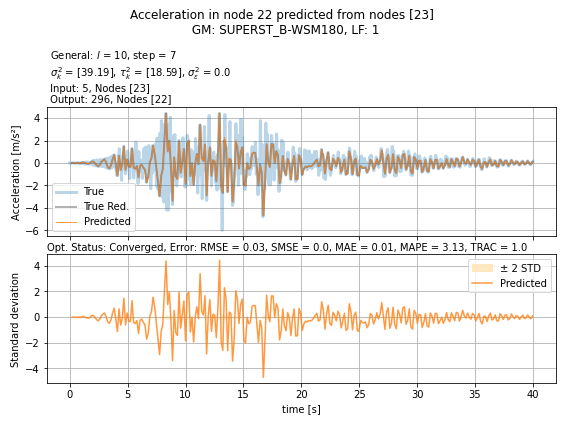 Acceleration in node 22 predicted from nodes [23]
GM: SUPERST_B-WSM180, LF: 1
General: l = 10, step = 7
σ²ₖ = [39.19], τ²ₖ = [18.59], σ²ₑ = 0.0
Input: 5, Nodes [23]
Output: 296, Nodes [22]
Acceleration [m/s²]
4
2
0
−2
−4
−6
True
True Red.
Predicted
Opt. Status: Converged, Error: RMSE = 0.03, SMSE = 0.0, MAE = 0.01, MAPE = 3.13, TRAC = 1.0
Standard deviation
4
2
0
−2
−4
± 2 STD
Predicted
0 5 10 15 20 25 30 35 40
time [s]